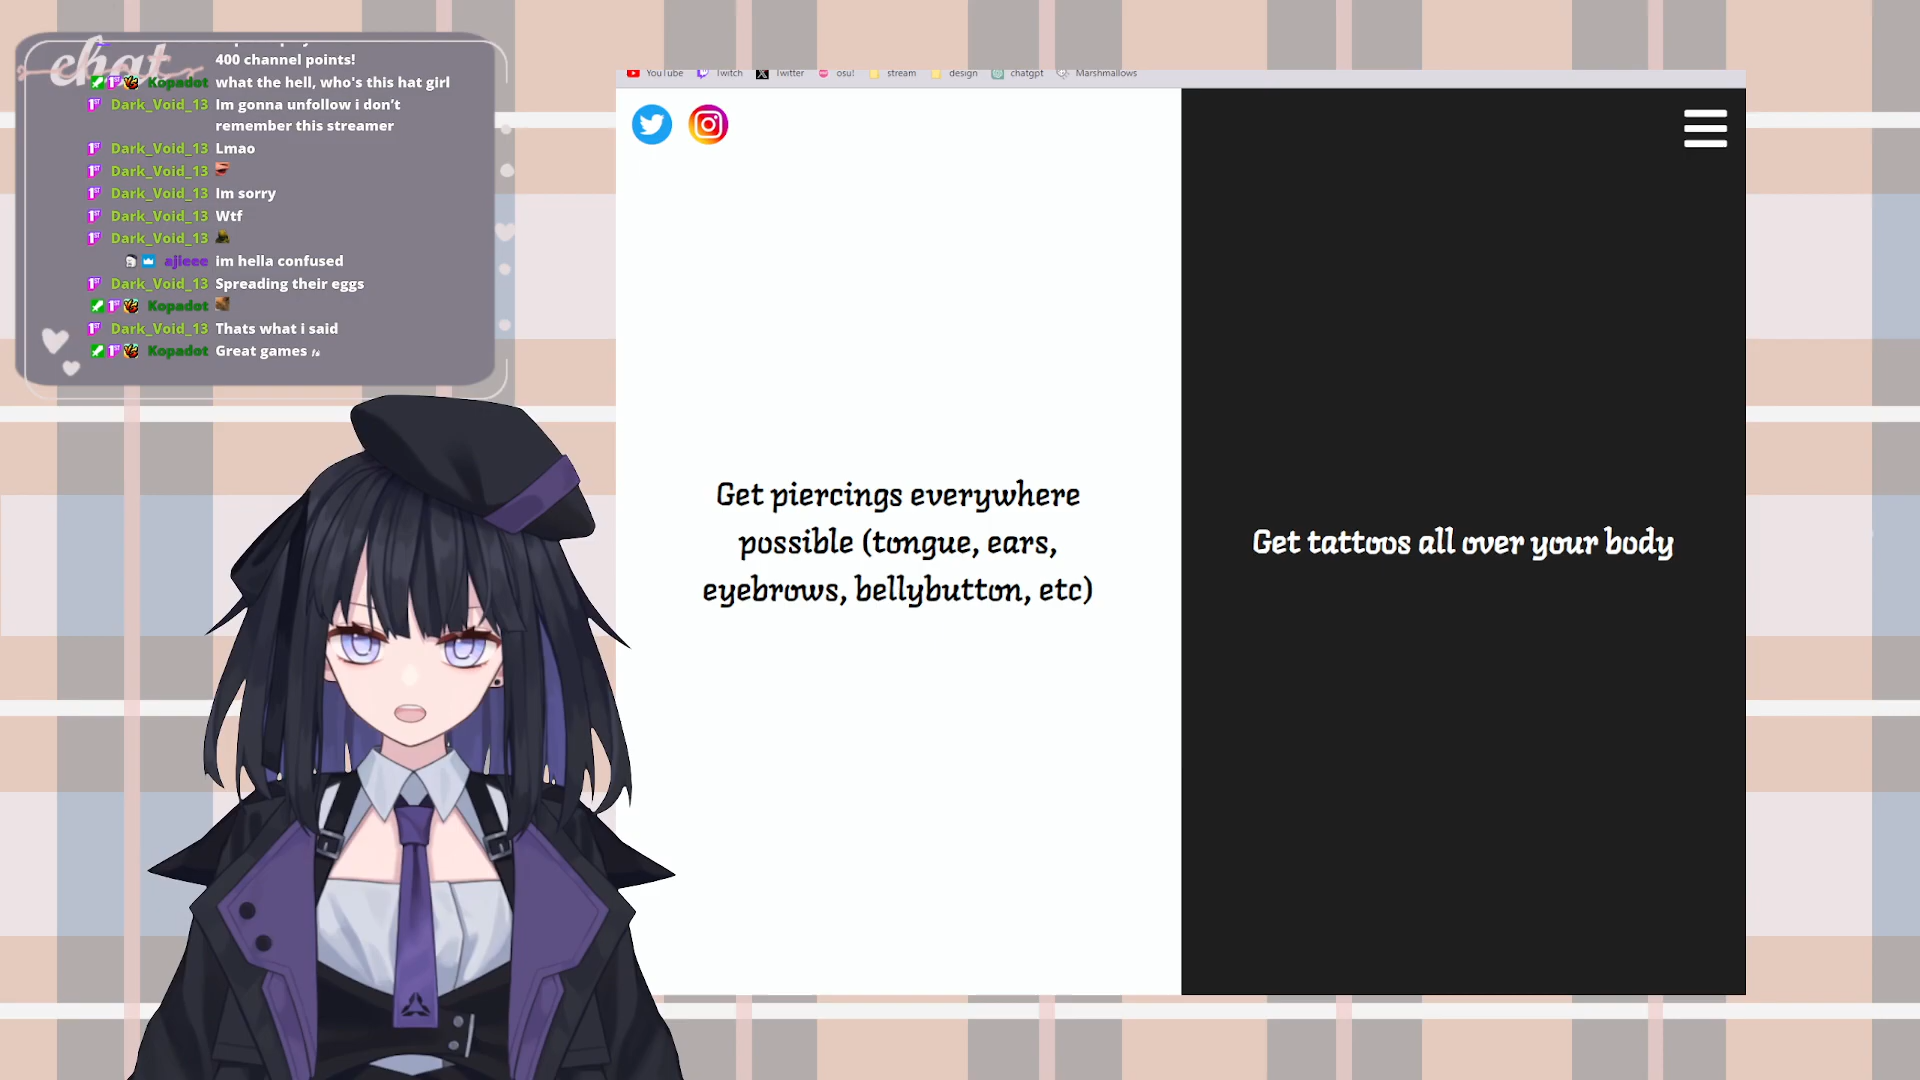 chat
400 channel points!
Kopadot what the hell, who's this hat girl
Dark_Void_13 Im gonna unfollow i don't
remember this streamer
Dark_Void_13 Lmao
Dark_Void_13
Dark_Void_13 Im sorry
Dark_Void_13 Wtf
Dark_Void_13
ajieee im hella confused
Dark_Void_13 Spreading their eggs
Kopadot
Dark_Void_13 Thats what i said
Kopadot Great games
YouTube Twitch Twitter osu! stream design chatgpt Marshmallows
Get piercings everywhere
possible (tongue, ears,
eyebrows, bellybutton, etc)
Get tattoos all over your body